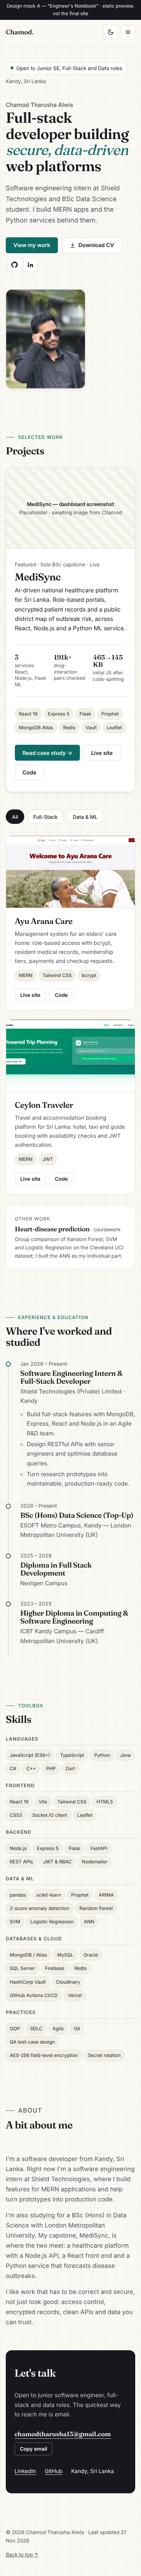 Design mock A — "Engineer's Notebook" · static preview,
not the final site
Chamod.
Open to Junior SE, Full-Stack and Data roles
Kandy, Sri Lanka
Chamod Tharusha Alwis
Full-stack
developer building
secure, data-driven
web platforms
Software engineering intern at Shield
Technologies and BSc Data Science
student. I build MERN apps and the
Python services behind them.
View my work
Download CV
SELECTED WORK
Projects
MediSync — dashboard screenshot
Placeholder · awaiting image from Chamod
Featured · Solo BSc capstone · Live
MediSync
AI-driven national healthcare platform
for Sri Lanka. Role-based portals,
encrypted patient records and a public
district map of outbreak risk, across
React, Node.js and a Python ML service.
3
services:
React,
Node.js, Flask
ML
191k+
drug-
interaction
pairs checked
465→145
KB
initial JS after
code-splitting
React 19
Express 5
Flask
Prophet
MongoDB Atlas
Redis
Vault
Leaflet
Read case study →
Live site
Code
All
Full-Stack
Data & ML
Welcome to Ayu Arana Care
Ayu Arana Care
Management system for an elders' care
home: role-based access with bcrypt,
resident medical records, membership
tiers, payments and schedule requests.
MERN
Tailwind CSS
bcrypt
Live site
Code
Powered Trip Planning
Ceylon Traveler
Travel and accommodation booking
platform for Sri Lanka: hotel, taxi and guide
booking with availability checks and JWT
authentication.
MERN
JWT
Live site
Code
OTHER WORK
Heart-disease prediction · coursework
Group comparison of Random Forest, SVM
and Logistic Regression on the Cleveland UCI
dataset; I built the ANN as my individual part.
EXPERIENCE & EDUCATION
Where I've worked and
studied
Jan 2026 – Present
Software Engineering Intern &
Full-Stack Developer
Shield Technologies (Private) Limited ·
Kandy
Build full-stack features with MongoDB,
Express, React and Node.js in an Agile
R&D team.
Design RESTful APIs with senior
engineers and optimise database
queries.
Turn research prototypes into
maintainable, production-ready code.
2026 – Present
BSc (Hons) Data Science (Top-Up)
ESOFT Metro Campus, Kandy — London
Metropolitan University (UK)
2025 – 2026
Diploma in Full Stack
Development
Nextgen Campus
2023 – 2025
Higher Diploma in Computing &
Software Engineering
ICBT Kandy Campus — Cardiff
Metropolitan University (UK)
TOOLBOX
Skills
LANGUAGES
JavaScript (ES6+)
TypeScript
Python
Java
C#
C++
PHP
Dart
FRONTEND
React 19
Vite
Tailwind CSS
HTML5
CSS3
Socket.IO client
Leaflet
BACKEND
Node.js
Express 5
Flask
FastAPI
REST APIs
JWT & RBAC
Nodemailer
DATA & ML
pandas
scikit-learn
Prophet
ARIMA
Z-score anomaly detection
Random Forest
SVM
Logistic Regression
ANN
DATABASES & CLOUD
MongoDB / Atlas
MySQL
Oracle
SQL Server
Firebase
Redis
HashiCorp Vault
Cloudinary
GitHub Actions CI/CD
Vercel
PRACTICES
OOP
SDLC
Agile
Git
QA test-case design
AES-256 field-level encryption
Secret rotation
ABOUT
A bit about me
I'm a software developer from Kandy, Sri
Lanka. Right now I'm a software engineering
intern at Shield Technologies, where I build
features for MERN applications and help
turn prototypes into production code.
I'm also studying for a BSc (Hons) in Data
Science with London Metropolitan
University. My capstone, MediSync, is
where the two meet: a healthcare platform
with a Node.js API, a React front end and a
Python service that forecasts disease
outbreaks.
I like work that has to be correct and secure,
not just look good: access control,
encrypted records, clean APIs and data you
can trust.
Let's talk
Open to junior software engineer, full-
stack and data roles. The quickest way
to reach me is email.
chamodtharusha13@gmail.com
Copy email
LinkedIn
GitHub
Kandy, Sri Lanka
© 2026 Chamod Tharusha Alwis · Last updated 21
Nov 2026
Back to top ↑